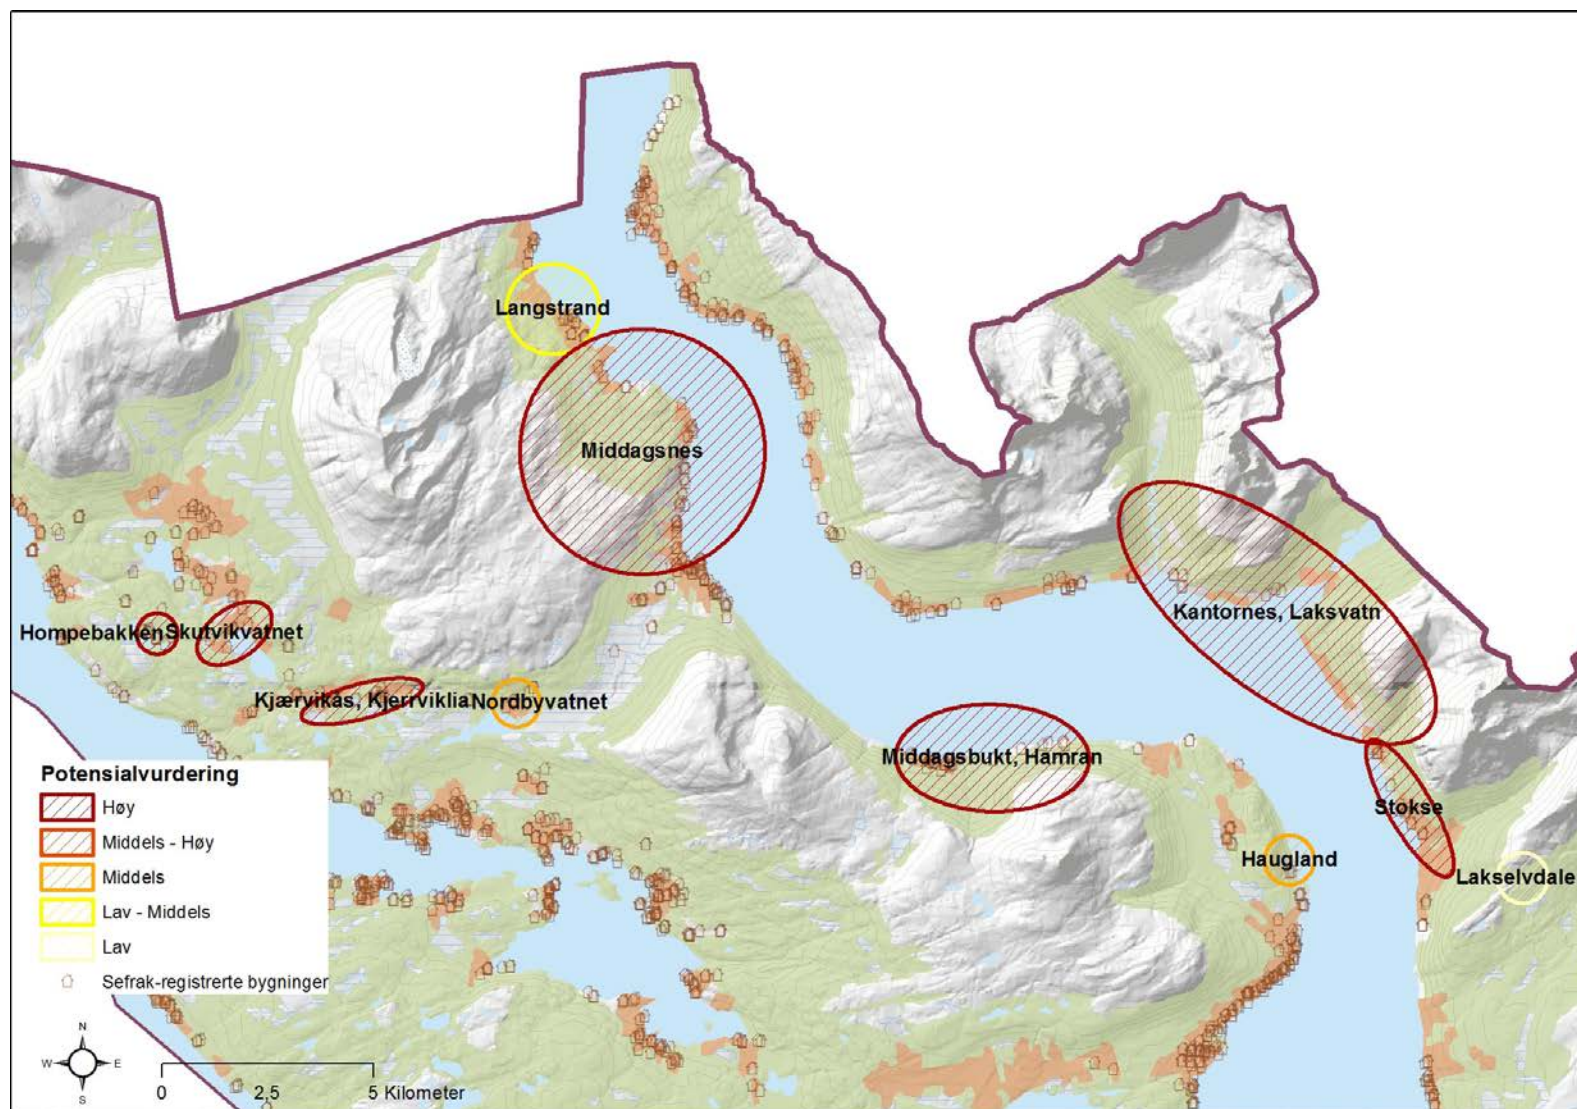 Langstrand
Middagsnes
Kantornes, Laksvatn
Hompebakken
Skutvikvatnet
Kjærvikås, Kjerrviklia
Nordbyvatnet
Middagsbukt, Hamran
Stokse
Haugland
Lakselvdale
Potensialvurdering
Høy
Middels - Høy
Middels
Lav - Middels
Lav
Sefrak-registrerte bygninger
N
W
E
S
0
2,5
5 Kilometer